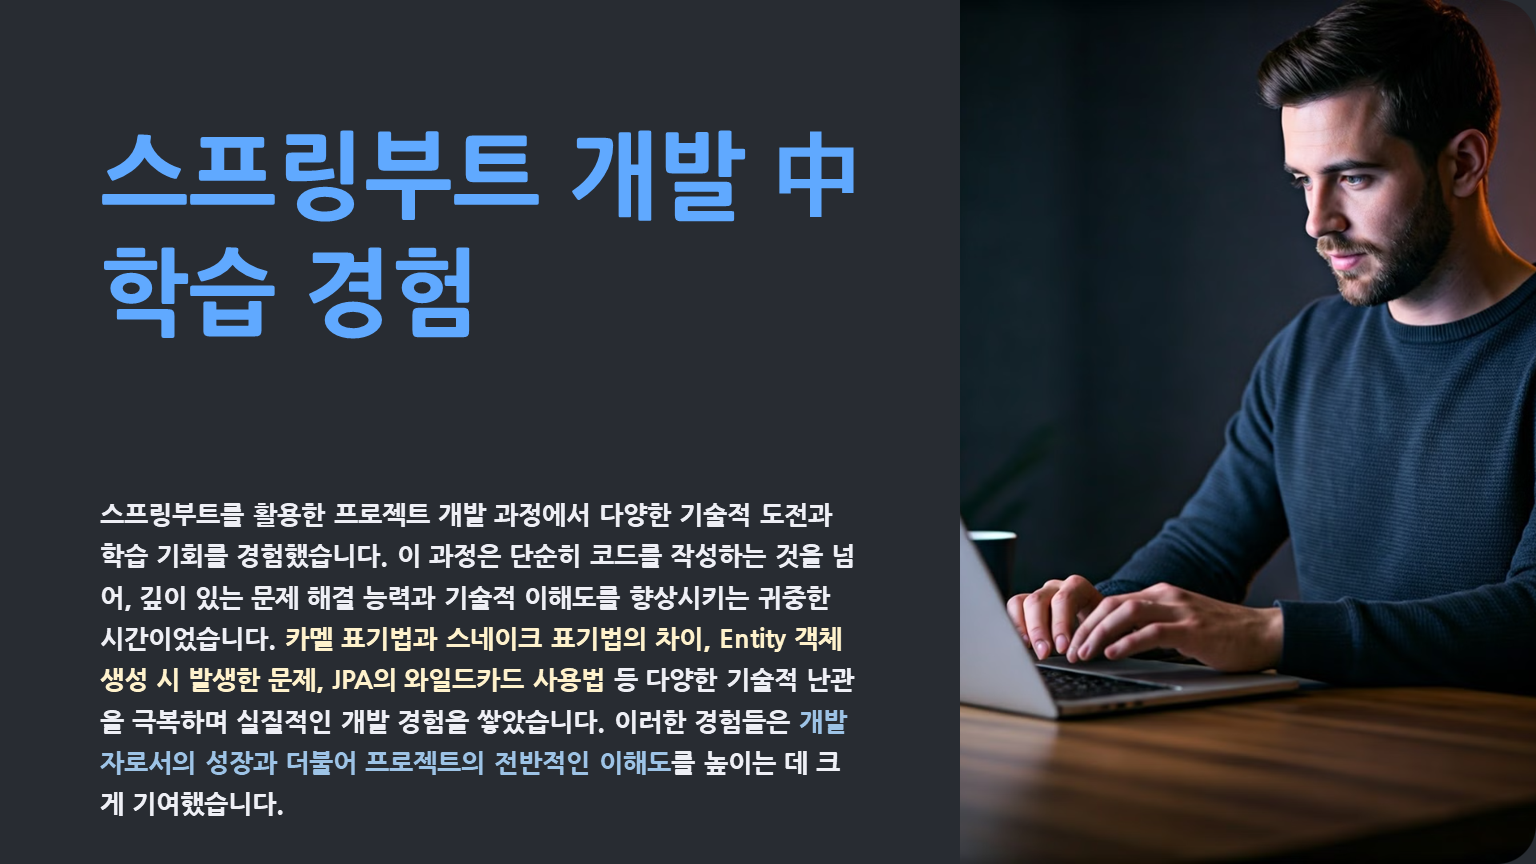 스프링부트 개발 中
학습 경험
스프링부트를 활용한 프로젝트 개발 과정에서 다양한 기술적 도전과
학습 기회를 경험했습니다. 이 과정은 단순히 코드를 작성하는 것을 넘
어, 깊이 있는 문제 해결 능력과 기술적 이해도를 향상시키는 귀중한
시간이었습니다. 카멜 표기법과 스네이크 표기법의 차이, Entity 객체
생성 시 발생한 문제, JPA의 와일드카드 사용법 등 다양한 기술적 난관
을 극복하며 실질적인 개발 경험을 쌓았습니다. 이러한 경험들은 개발
자로서의 성장과 더불어 프로젝트의 전반적인 이해도를 높이는 데 크
게 기여했습니다.